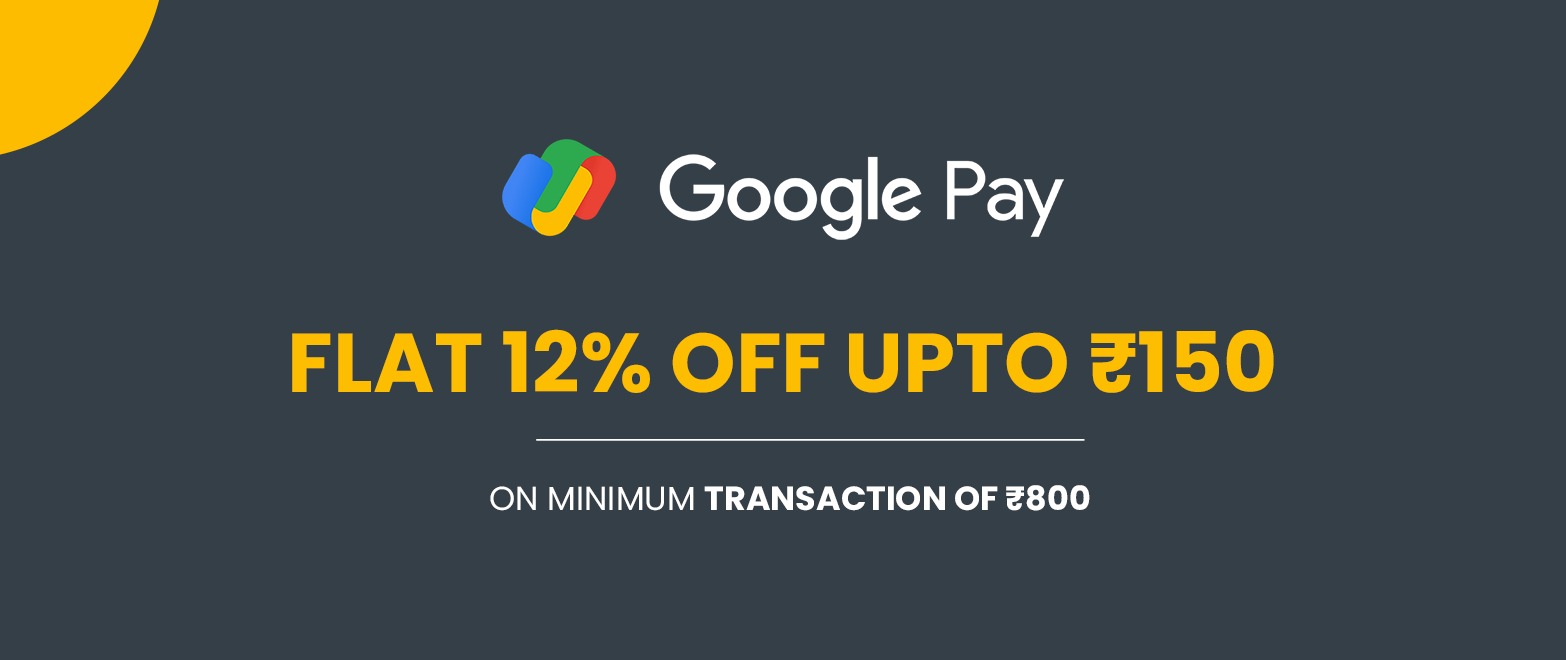 Google Pay
FLAT 12% OFF UPTO ₹150
ON MINIMUM TRANSACTION OF ₹800